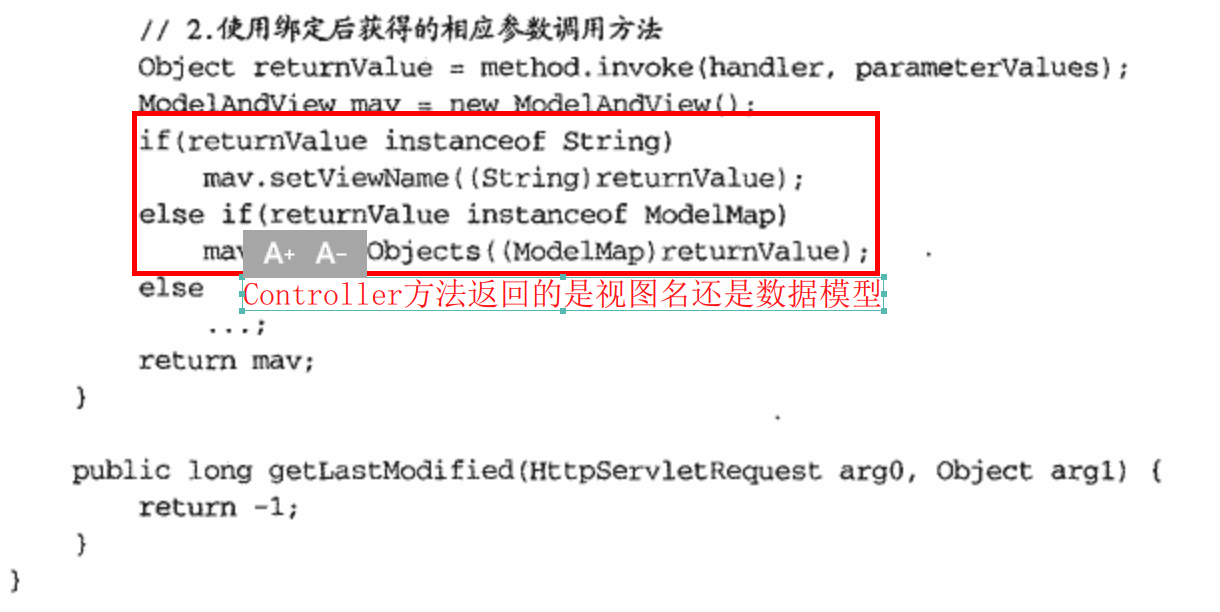 // 2.使用绑定后获得的相应参数调用方法
Object returnValue = method.invoke(handler, parameterValues);
ModelAndView mav = new ModelAndView();
if(returnValue instanceof String)
mav.setViewName((String)returnValue);
else if(returnValue instanceof ModelMap)
mav A+ A- Objects((ModelMap)returnValue);
else
Controller方法返回的是视图名还是数据模型
...;
return mav;
}
public long getLastModified(HttpServletRequest arg0, Object arg1) {
return -1;
}
}